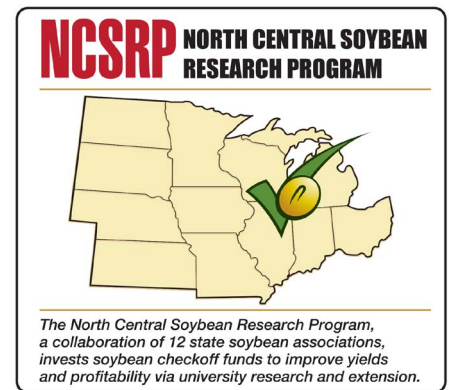 NCSRP
NORTH CENTRAL SOYBEAN
RESEARCH PROGRAM
The North Central Soybean Research Program,
a collaboration of 12 state soybean associations,
invests soybean checkoff funds to improve yields
and profitability via university research and extension.